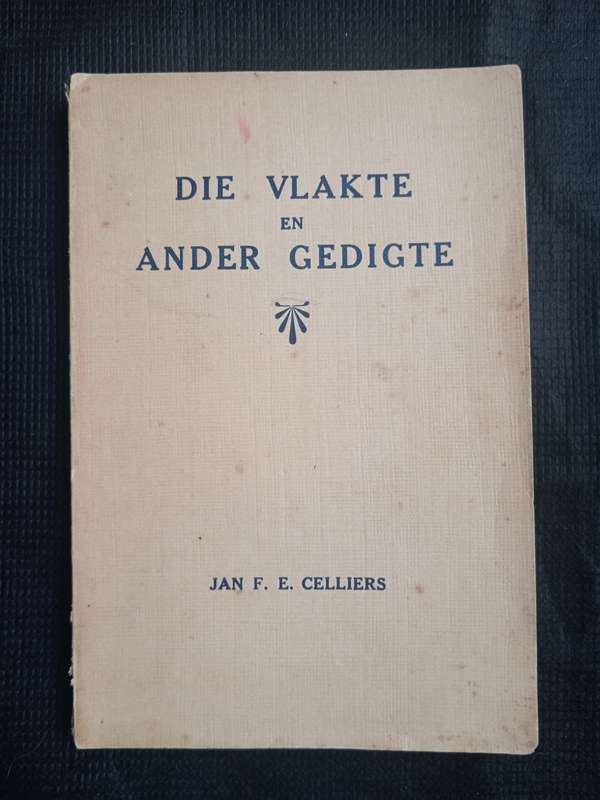 DIE VLAKTE
EN
ANDER GEDIGTE
JAN F. E. CELLIERS